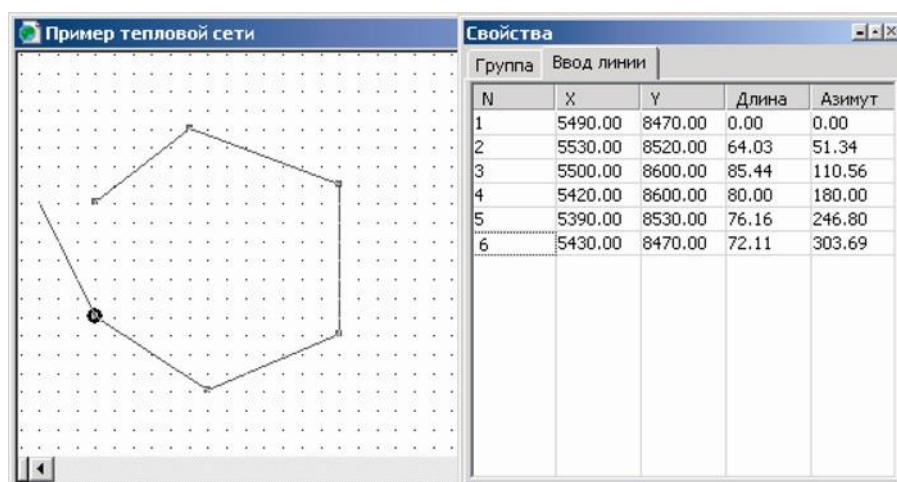 Пример тепловой сети
Свойства
Группа Ввод линии
N X Y Длина Азимут
1 5490.00 8470.00 0.00 0.00
2 5530.00 8520.00 64.03 51.34
3 5500.00 8600.00 85.44 110.56
4 5420.00 8600.00 80.00 180.00
5 5390.00 8530.00 76.16 246.80
6 5430.00 8470.00 72.11 303.69